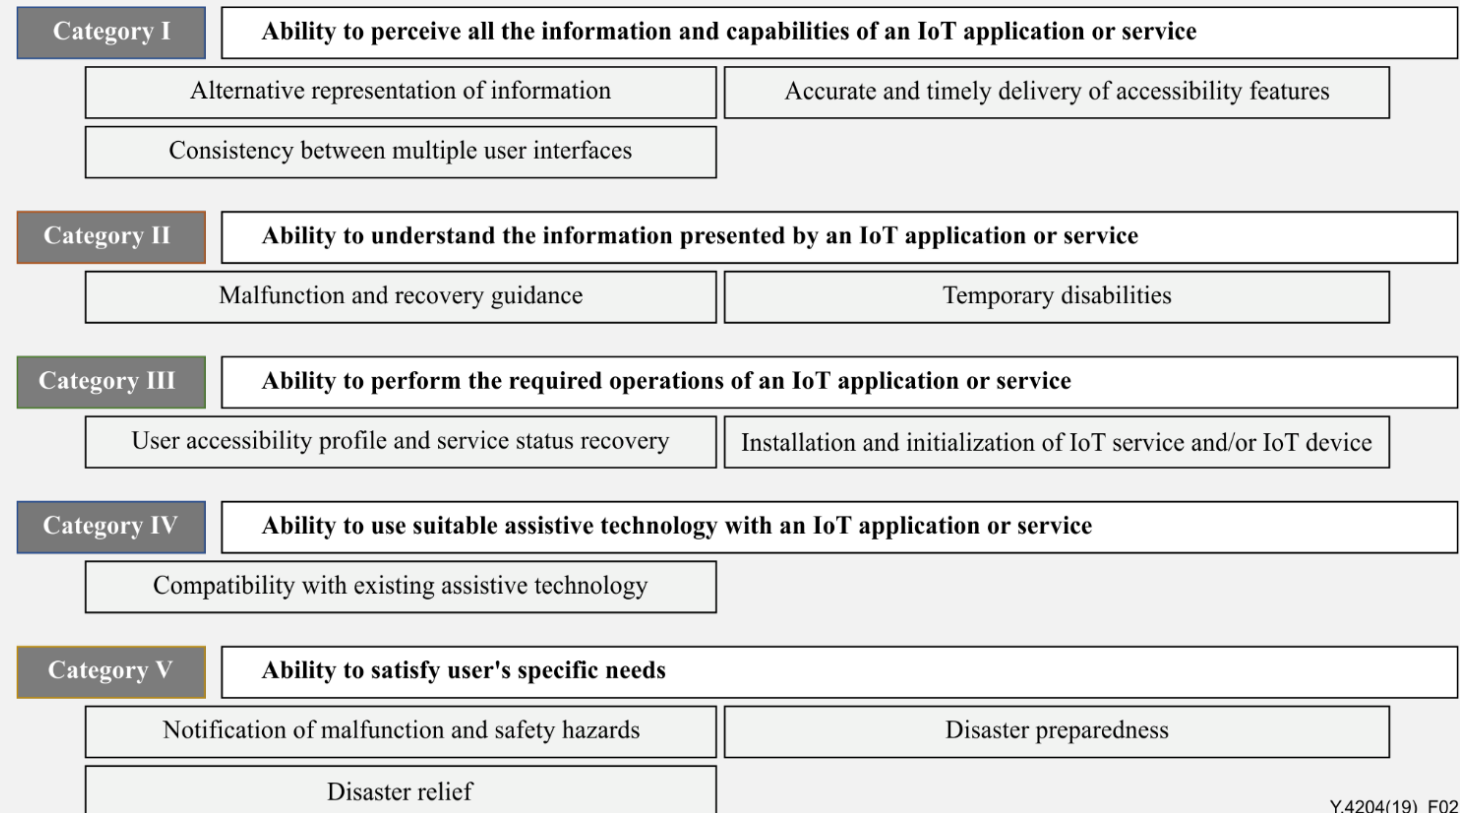 Category I
Ability to perceive all the information and capabilities of an IoT application or service
Alternative representation of information
Accurate and timely delivery of accessibility features
Consistency between multiple user interfaces
Category II
Ability to understand the information presented by an IoT application or service
Malfunction and recovery guidance
Temporary disabilities
Category III
Ability to perform the required operations of an IoT application or service
User accessibility profile and service status recovery
Installation and initialization of IoT service and/or IoT device
Category IV
Ability to use suitable assistive technology with an IoT application or service
Compatibility with existing assistive technology
Category V
Ability to satisfy user's specific needs
Notification of malfunction and safety hazards
Disaster preparedness
Disaster relief
Y.4204(19)_F02